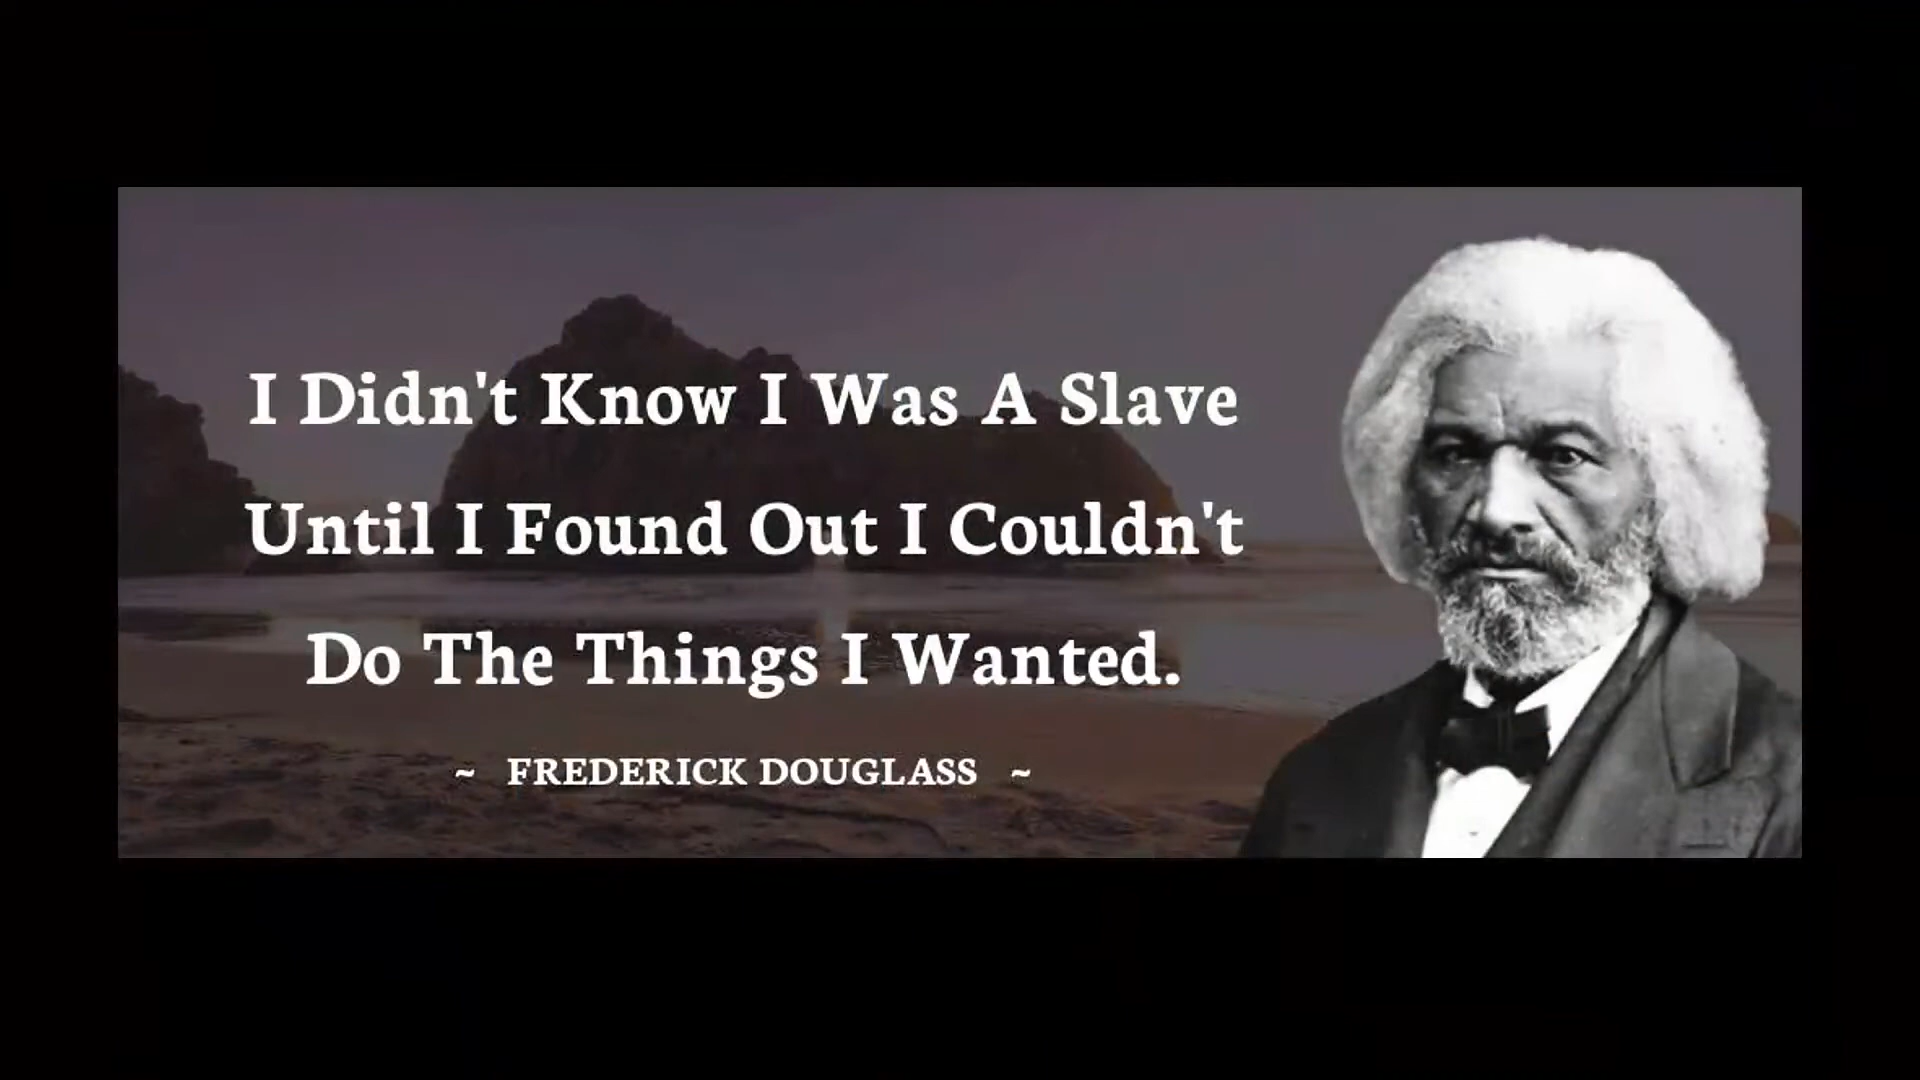 I Didn't Know I Was A Slave
Until I Found Out I Couldn't
Do The Things I Wanted.
~ FREDERICK DOUGLASS ~